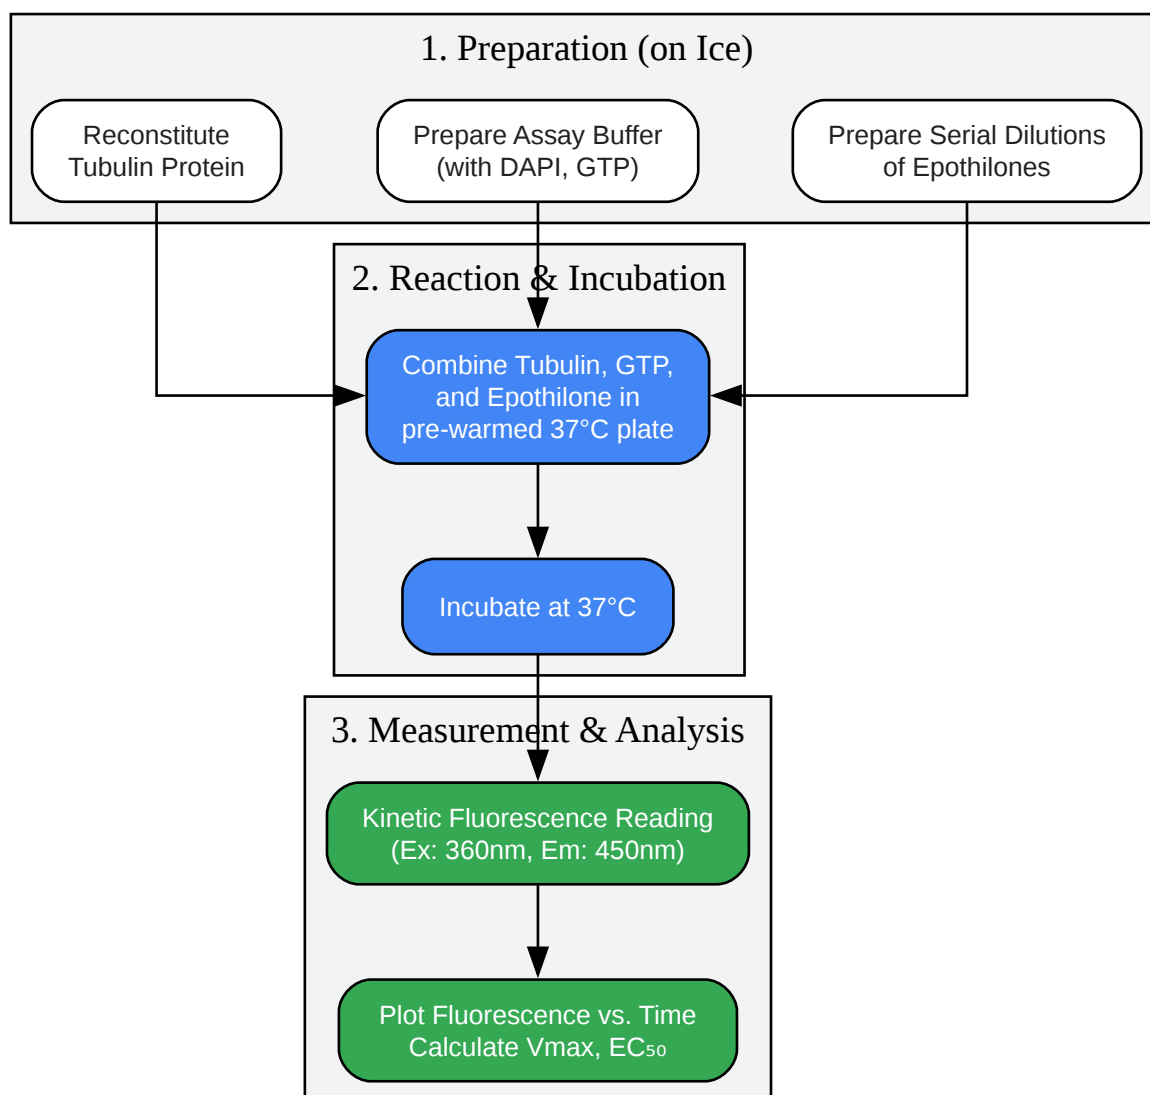 1. Preparation (on Ice)
Reconstitute
Tubulin Protein
Prepare Assay Buffer
(with DAPI, GTP)
Prepare Serial Dilutions
of Epothilones
2. Reaction & Incubation
Combine Tubulin, GTP,
and Epothilone in
pre-warmed 37°C plate
Incubate at 37°C
3. Measurement & Analysis
Kinetic Fluorescence Reading
(Ex: 360nm, Em: 450nm)
Plot Fluorescence vs. Time
Calculate Vmax, EC₅₀